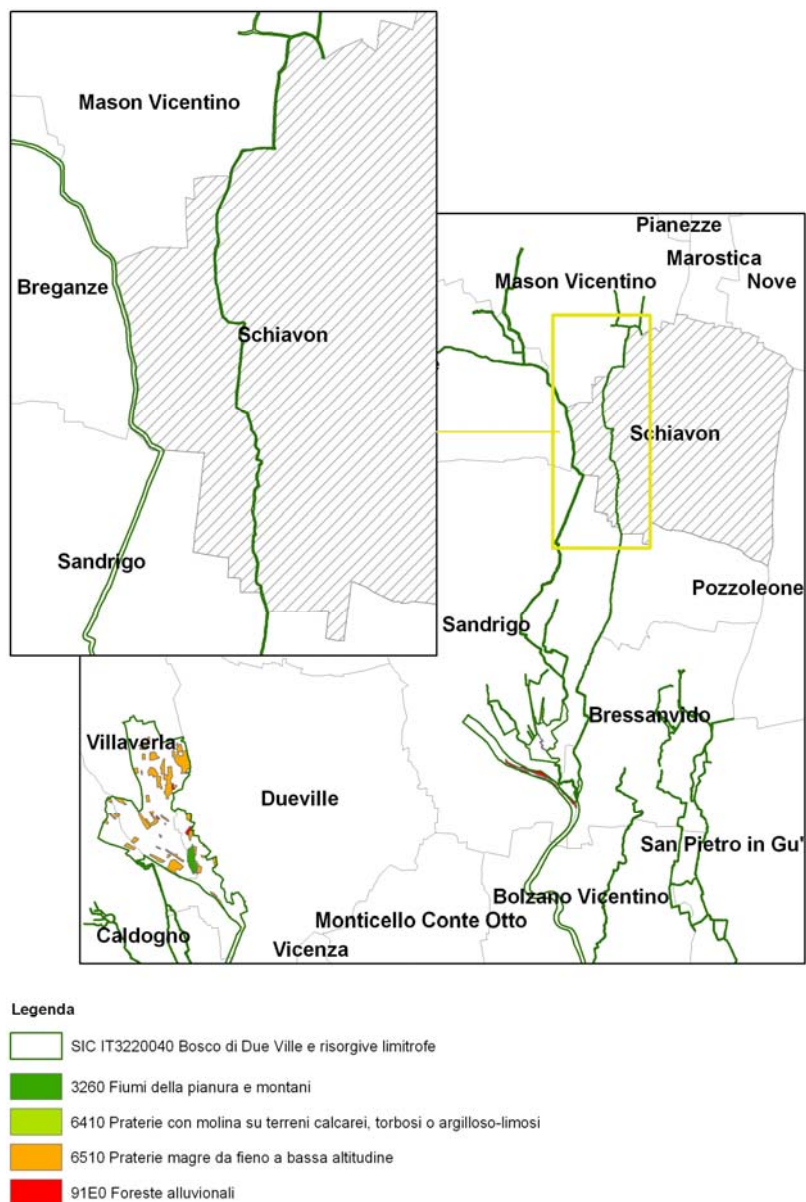 Mason Vicentino
Breganze
Schiavon
Sandrigo
Pianezze
Marostica
Mason Vicentino
Nove
Schiavon
Pozzoleone
Sandrigo
Bressanvido
Villaverla
Dueville
San Pietro in Gu'
Bolzano Vicentino
Monticello Conte Otto
Caldogno
Vicenza
Legenda
SIC IT3220040 Bosco di Due Ville e risorgive limitrofe
3260 Fiumi della pianura e montani
6410 Praterie con molina su terreni calcarei, torbosi o argilloso-limosi
6510 Praterie magre da fieno a bassa altitudine
91E0 Foreste alluvionali